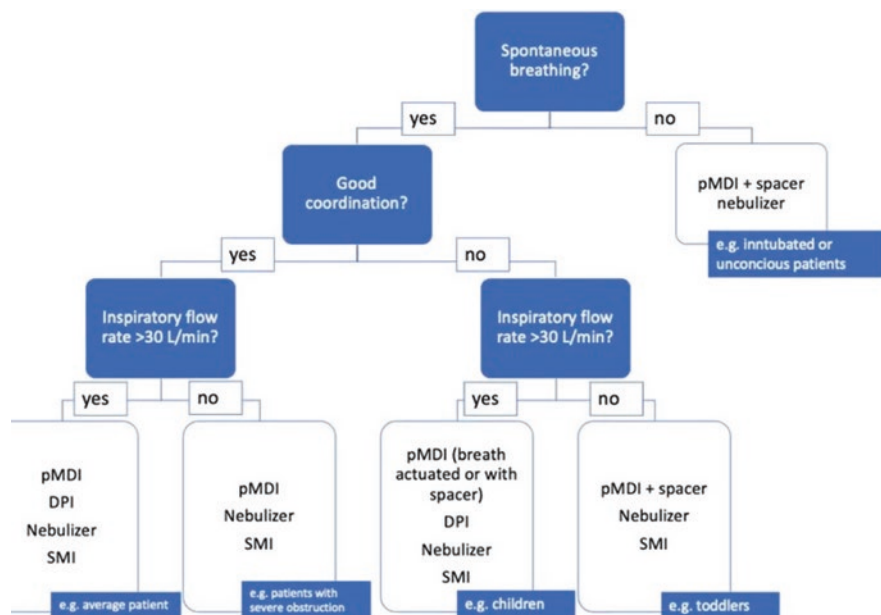 Spontaneous
breathing?
yes
no
Good
coordination?
pMDI + spacer
nebulizer
e.g. inntubated or
unconcious patients
yes
no
Inspiratory flow
rate >30 L/min?
Inspiratory flow
rate >30 L/min?
yes
no
yes
no
pMDI
DPI
Nebulizer
SMI
e.g. average patient
pMDI
Nebulizer
SMI
e.g. patients with
severe obstruction
pMDI (breath
actuated or with
spacer)
DPI
Nebulizer
SMI
e.g. children
pMDI + spacer
Nebulizer
SMI
e.g. toddlers